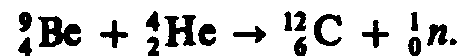 ⁹₄Be + ⁴₂He → ¹²₆C + ¹₀n.